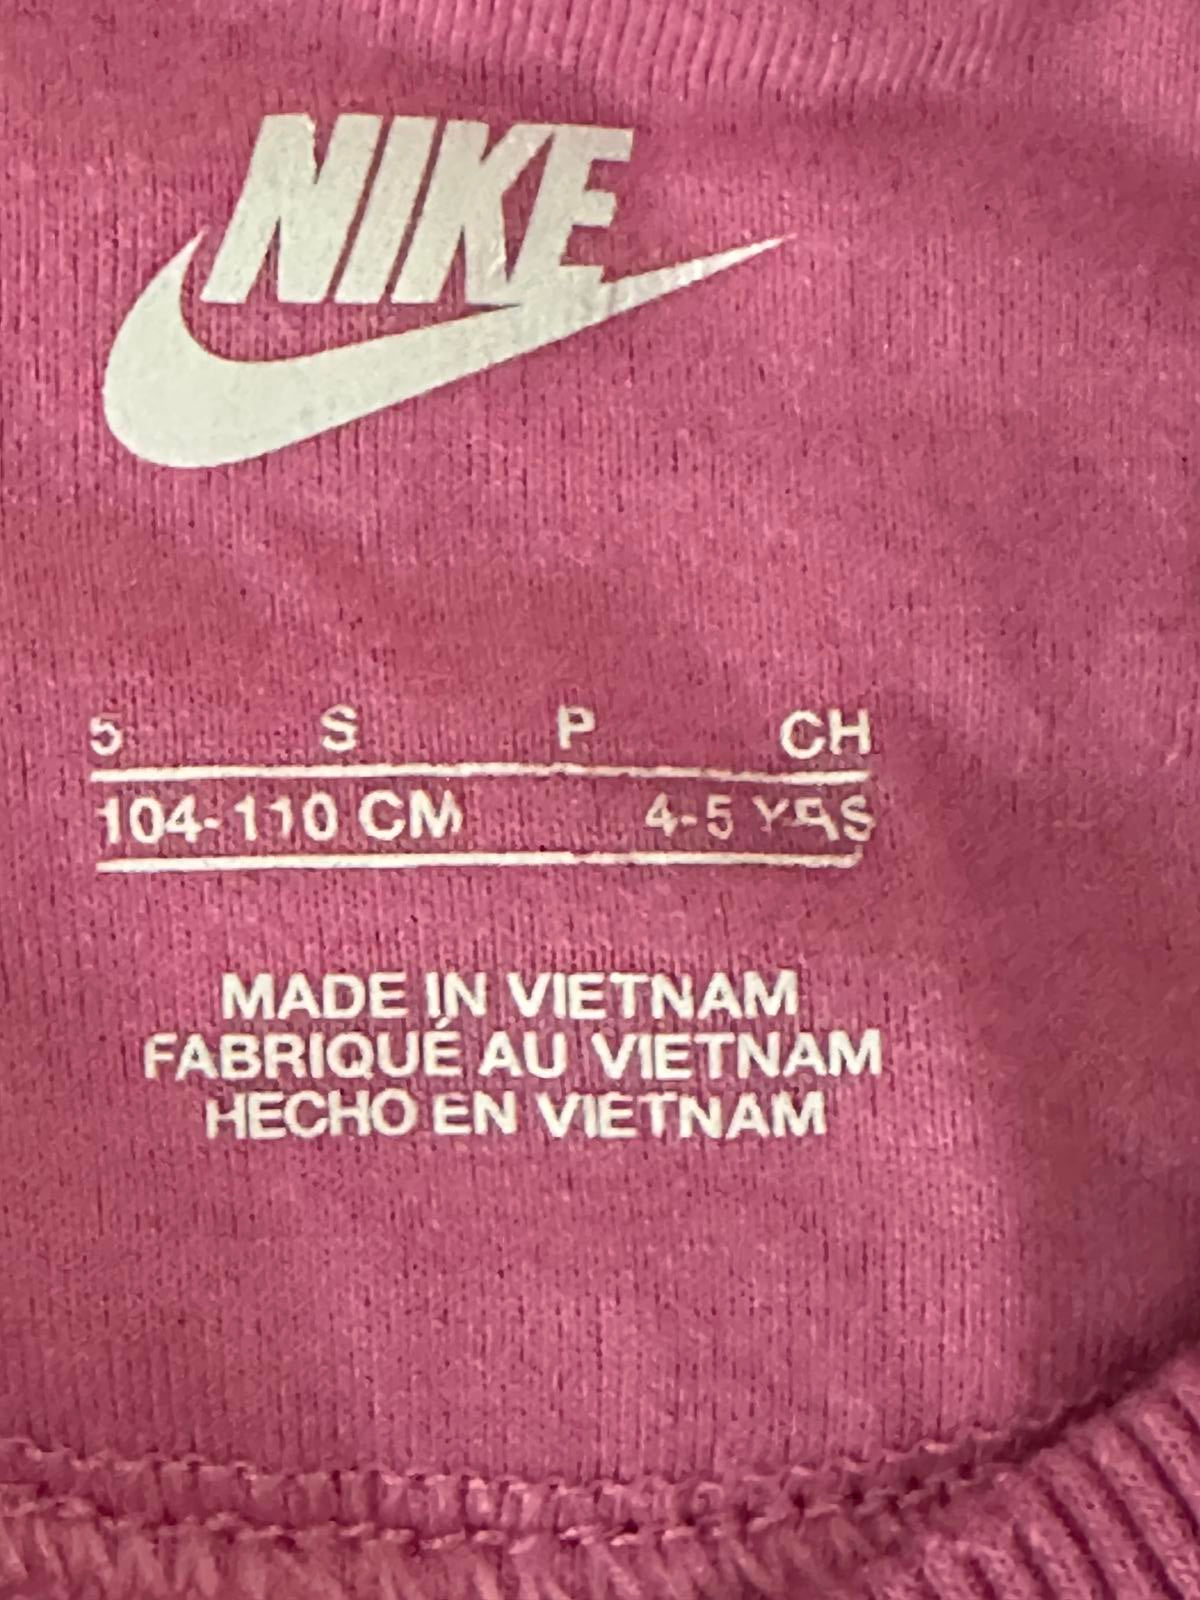 NIKE
5 S P CH
104-110 CM 4-5 YRS
MADE IN VIETNAM
FABRIQUÉ AU VIETNAM
HECHO EN VIETNAM